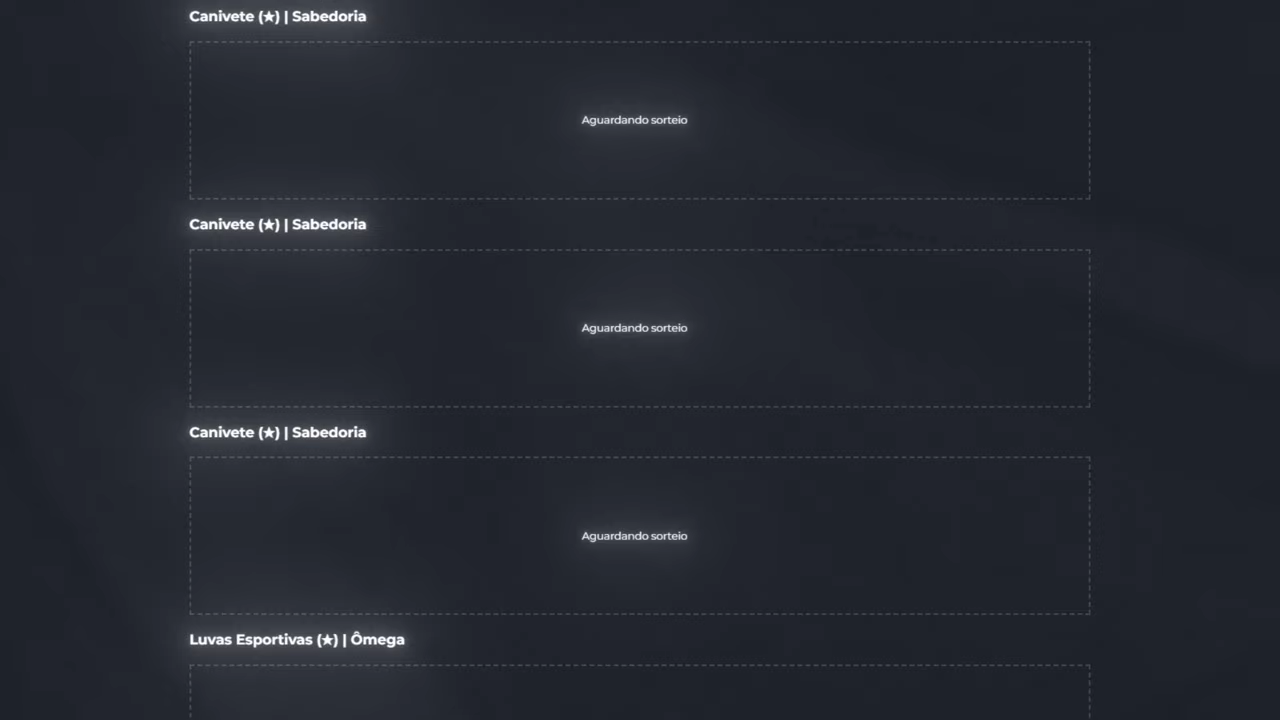 Canivete (★) | Sabedoria
Aguardando sorteio
Canivete (★) | Sabedoria
Aguardando sorteio
Canivete (★) | Sabedoria
Aguardando sorteio
Luvas Esportivas (★) | Ômega